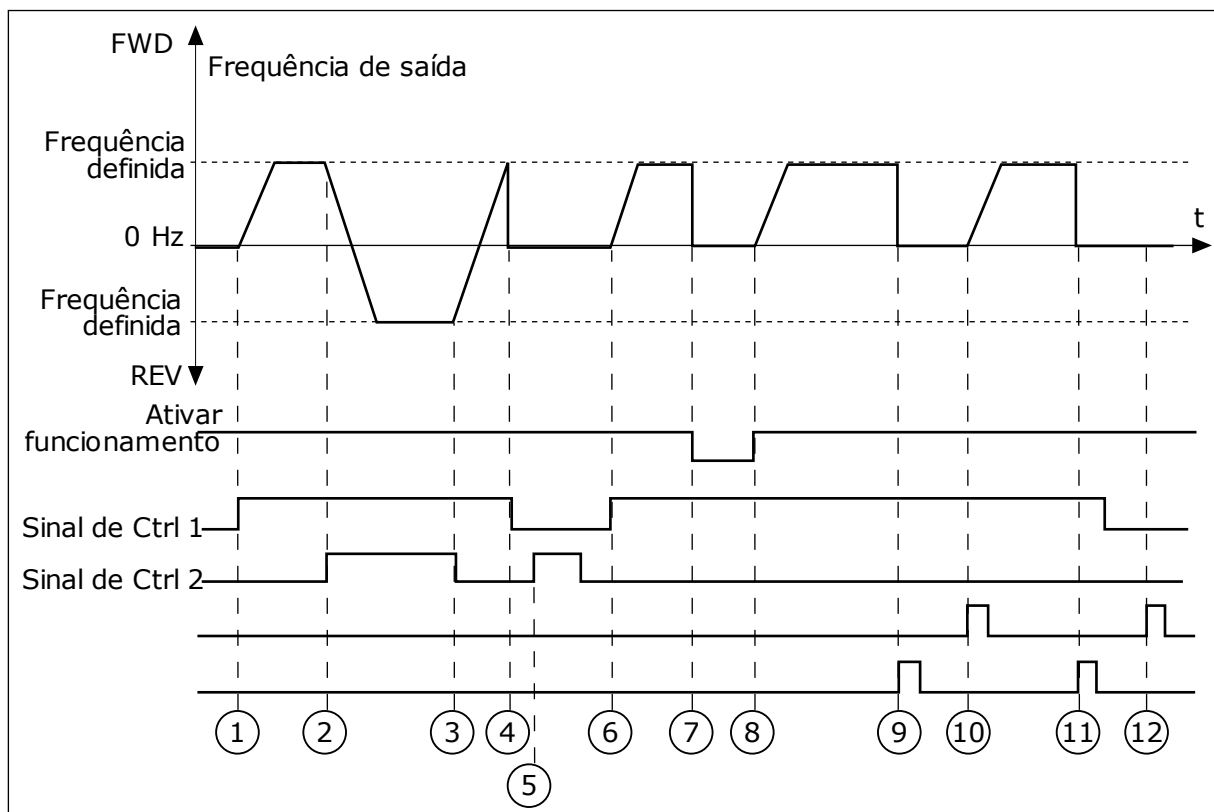 FWD
Frequência de saída
Frequência
definida
0 Hz
t
Frequência
definida
REV
Ativar
funcionamento
Sinal de Ctrl 1
Sinal de Ctrl 2
1 2 3 4 6 7 8 9 10 11 12
5